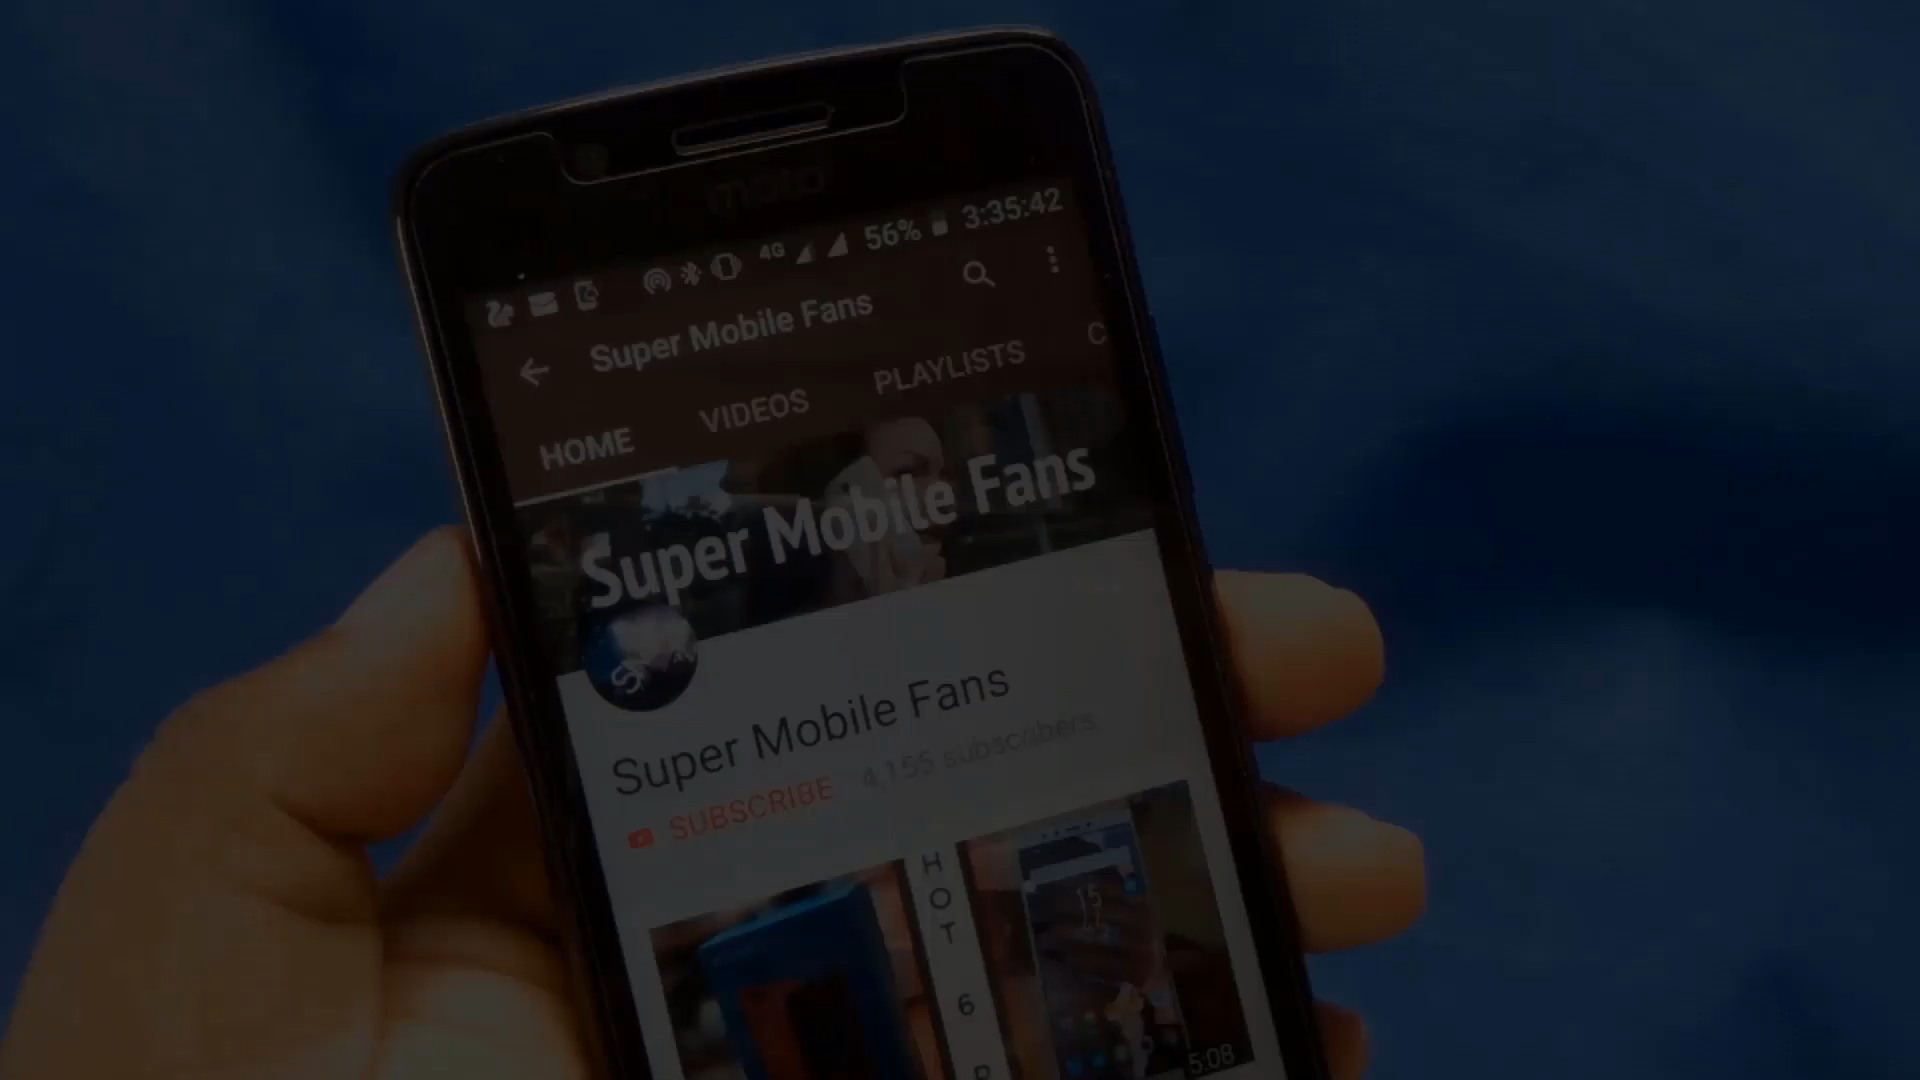 moto
4G 56% 3:35:42
Super Mobile Fans
HOME VIDEOS PLAYLISTS C
Super Mobile Fans
Super Mobile Fans
SUBSCRIBE 4,155 subscribers
H
O
T
6
P
15
5:08